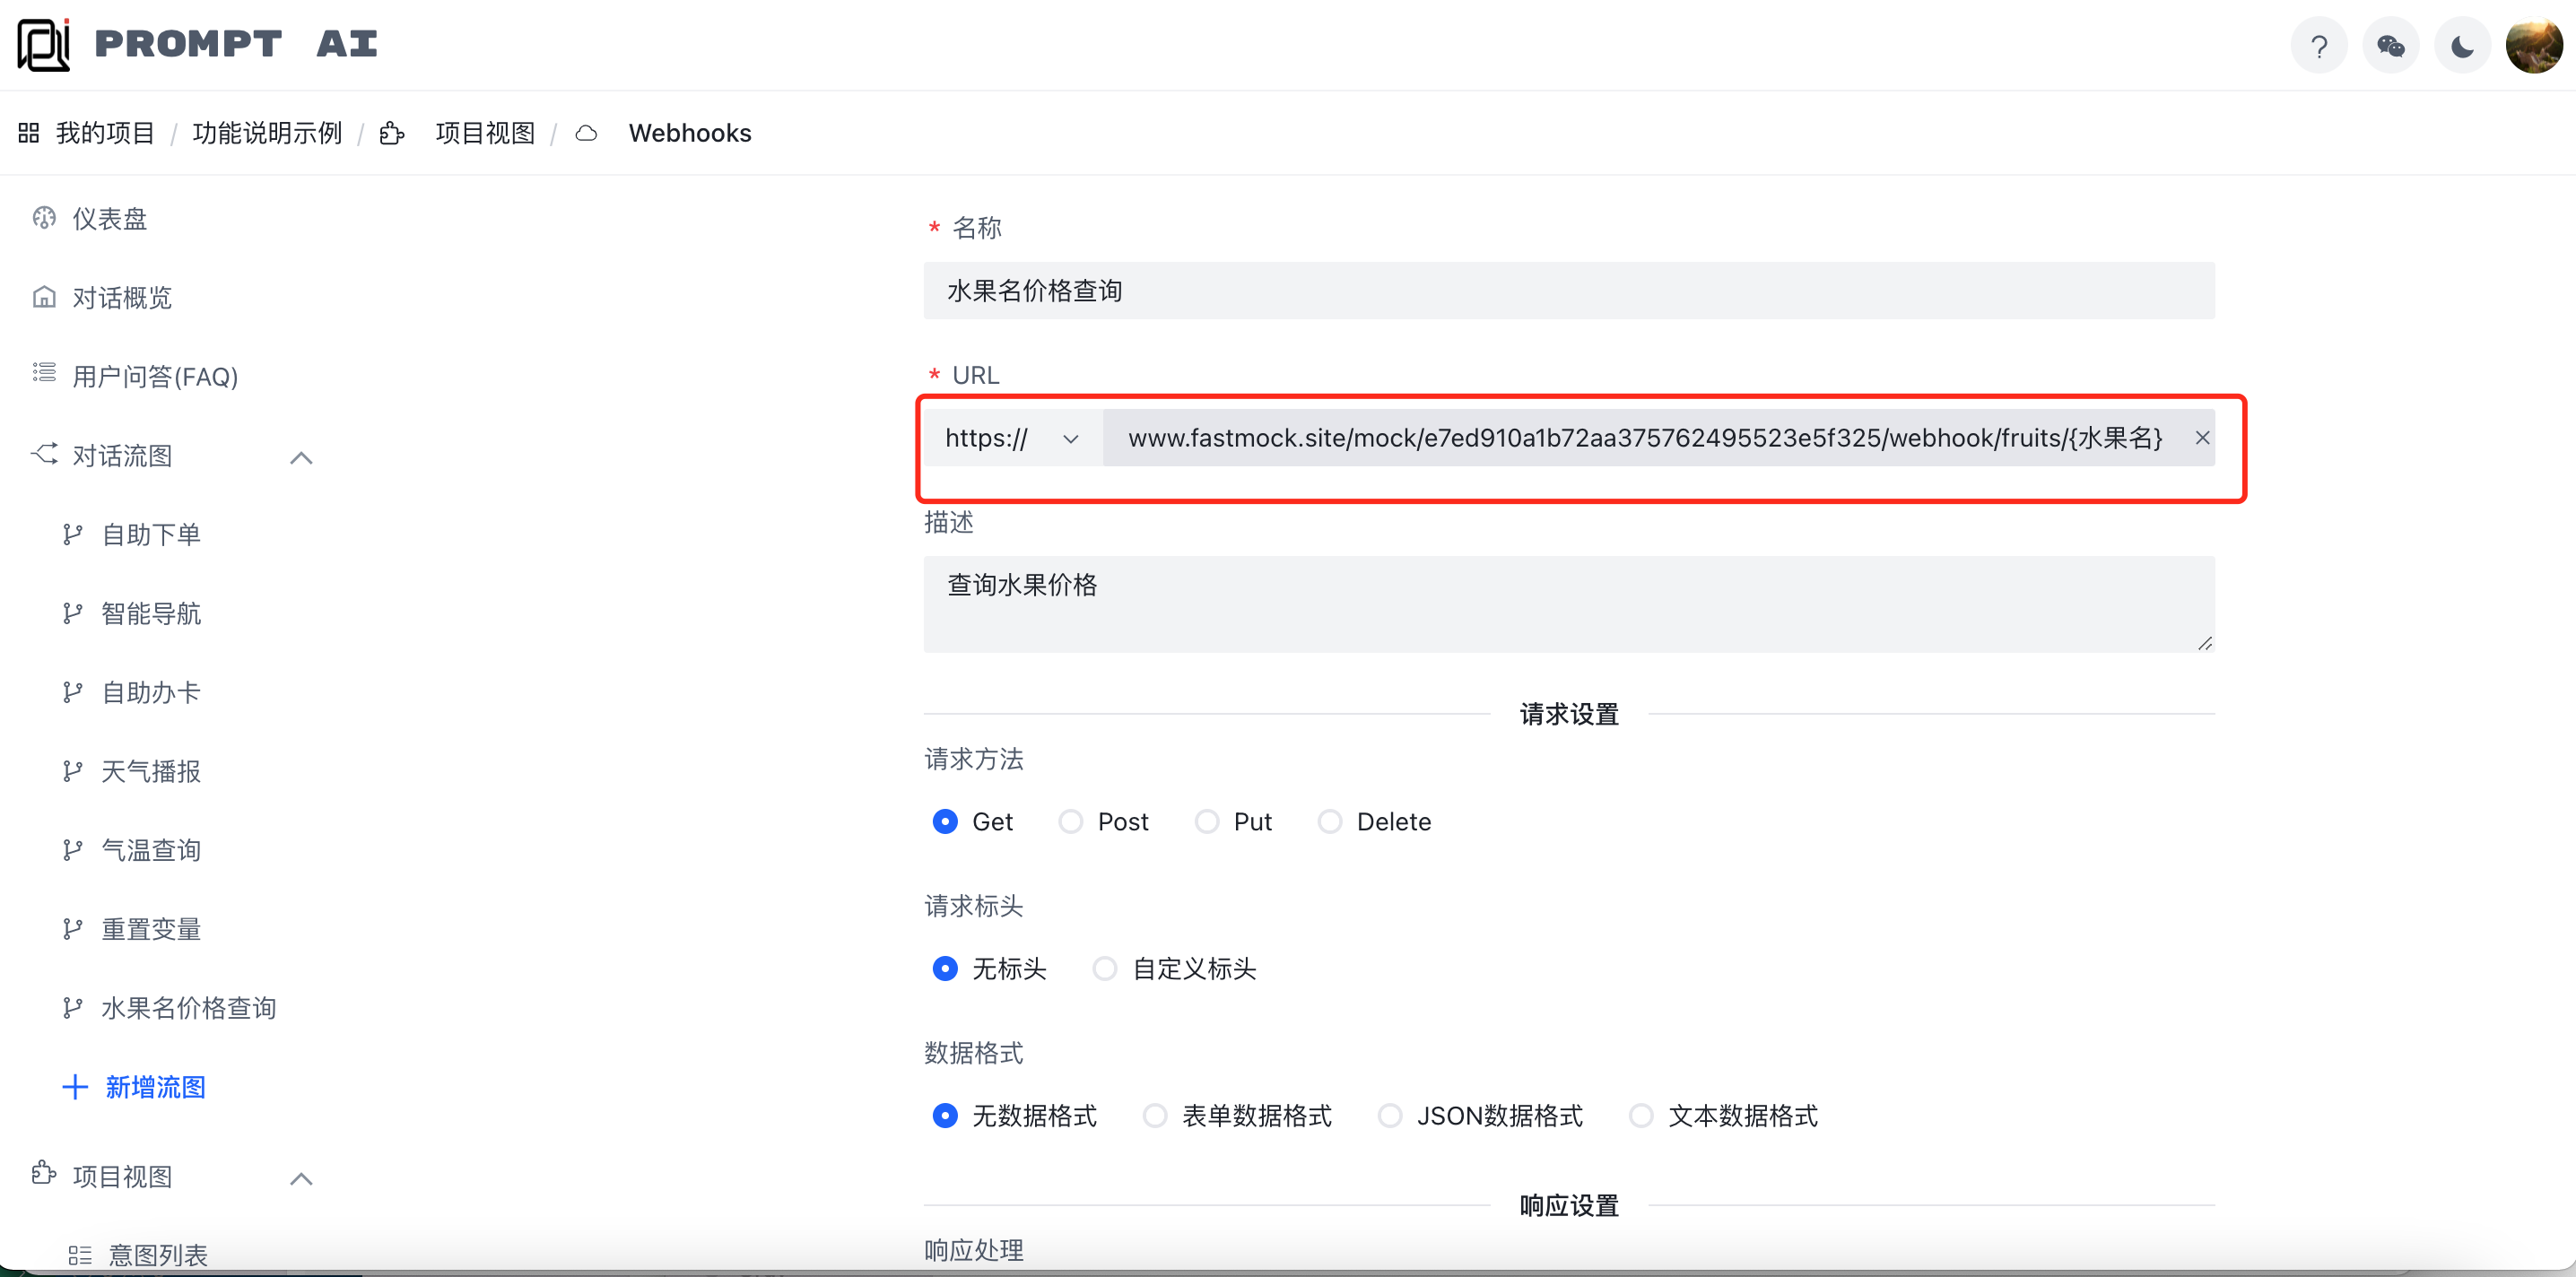 PROMPT AI
我的项目 / 功能说明示例 / 项目视图 / Webhooks
仪表盘
对话概览
用户问答(FAQ)
对话流图
自助下单
智能导航
自助办卡
天气播报
气温查询
重置变量
水果名价格查询
新增流图
项目视图
意图列表
* 名称
水果名价格查询
* URL
https:// www.fastmock.site/mock/e7ed910a1b72aa375762495523e5f325/webhook/fruits/{水果名}
描述
查询水果价格
请求设置
请求方法
Get Post Put Delete
请求标头
无标头 自定义标头
数据格式
无数据格式 表单数据格式 JSON数据格式 文本数据格式
响应设置
响应处理